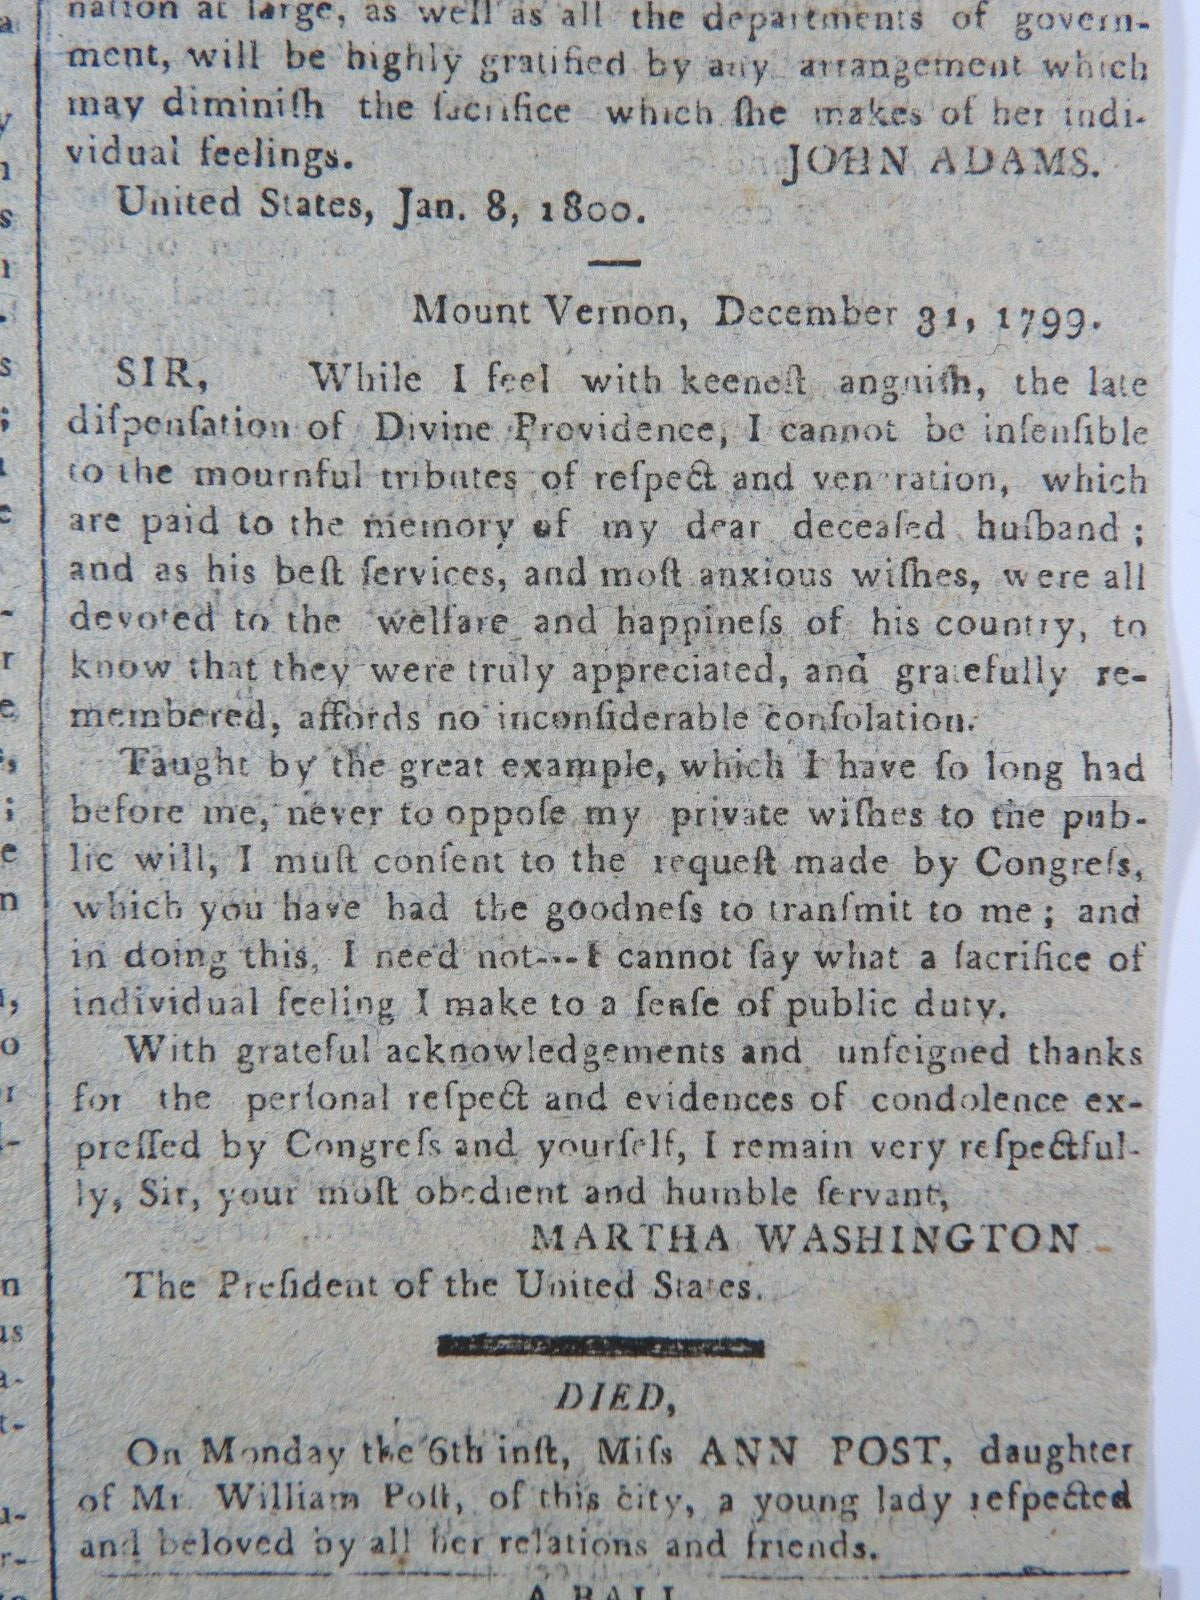 nation at large, as well as all the departments of govern-
ment, will be highly gratified by any arrangement which
may diminiſh the ſacrifice which ſhe makes of her indi-
vidual feelings. JOHN ADAMS.
United States, Jan. 8, 1800.
Mount Vernon, December 31, 1799.
SIR, While I feel with keeneſt anguiſh, the late
diſpenſation of Divine Providence, I cannot be inſenſible
to the mournful tributes of reſpect and veneration, which
are paid to the memory of my dear deceaſed huſband;
and as his beſt ſervices, and moſt anxious wiſhes, were all
devoted to the welfare and happineſs of his country, to
know that they were truly appreciated, and gratefully re-
membered, affords no inconſiderable conſolation.
Taught by the great example, which I have ſo long had
before me, never to oppoſe my private wiſhes to the pub-
lic will, I muſt conſent to the requeſt made by Congreſs,
which you have had the goodneſs to tranſmit to me; and
in doing this, I need not---I cannot ſay what a ſacrifice of
individual feeling I make to a ſenſe of public duty.
With grateful acknowledgements and unfeigned thanks
for the perſonal reſpect and evidences of condolence ex-
preſſed by Congreſs and yourſelf, I remain very reſpectful-
ly, Sir, your moſt obedient and humble ſervant,
MARTHA WASHINGTON
The Preſident of the United States.
DIED,
On Monday the 6th inſt, Miſs ANN POST, daughter
of Mr William Poſt, of this city, a young lady reſpected
and beloved by all her relations and friends.
A BALL